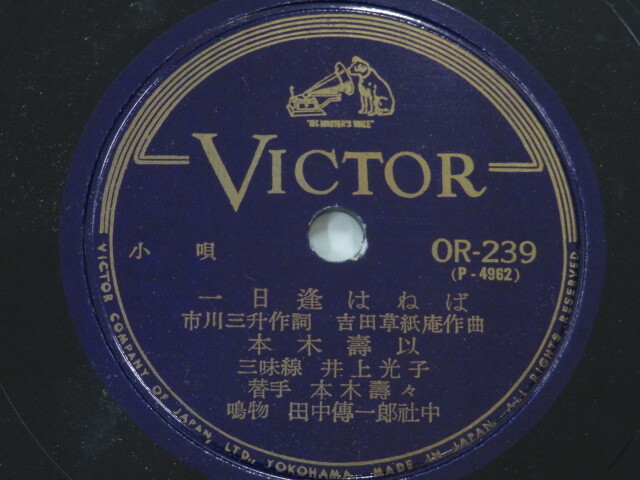 "HIS MASTER'S VOICE"
VICTOR
小唄
OR-239
(P-4962)
一日逢はねば
市川三升作詞 吉田草紙庵作曲
本木壽以
三味線 井上光子
替手 本木壽々
鳴物 田中傳一郎社中
VICTOR COMPANY OF JAPAN, LTD., YOKOHAMA. MADE IN JAPAN. ALL RIGHTS RESERVED